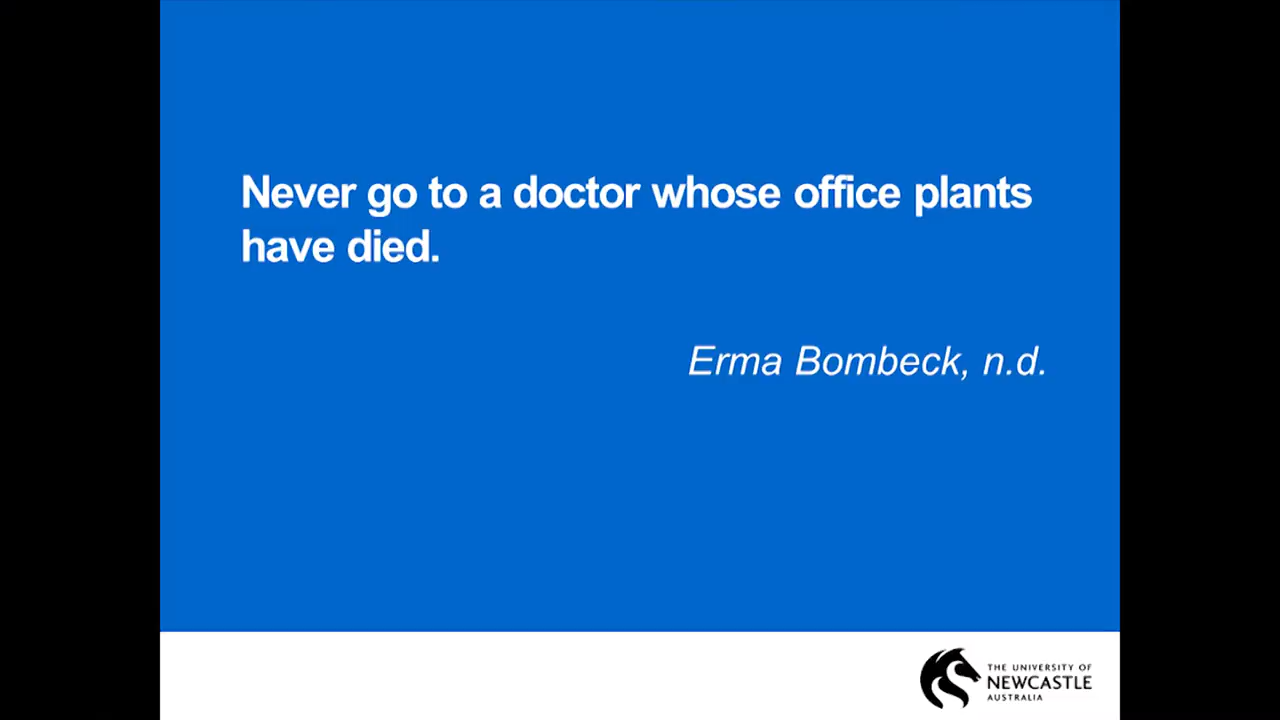 Never go to a doctor whose office plants
have died.
Erma Bombeck, n.d.
THE UNIVERSITY OF
NEWCASTLE
AUSTRALIA